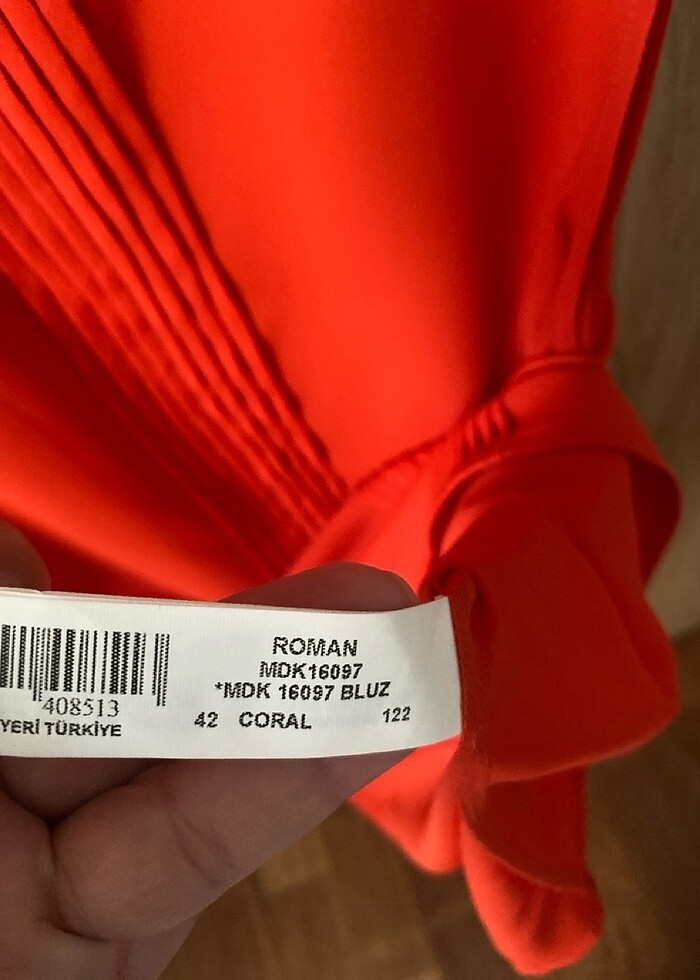 ROMAN
MDK16097
*MDK 16097 BLUZ
42 CORAL 122
408513
YERİ TÜRKİYE